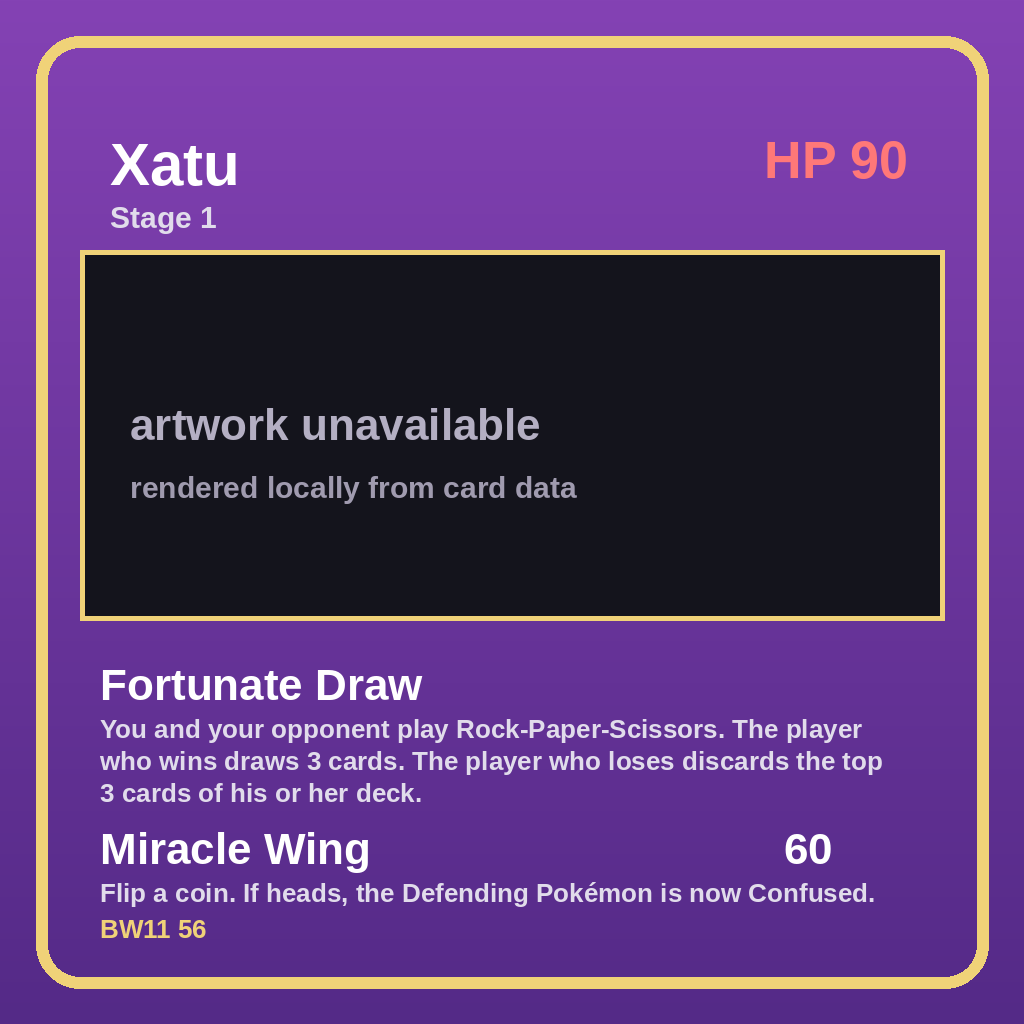 Xatu
HP 90
Stage 1
artwork unavailable
rendered locally from card data
Fortunate Draw
You and your opponent play Rock-Paper-Scissors. The player
who wins draws 3 cards. The player who loses discards the top
3 cards of his or her deck.
Miracle Wing 60
Flip a coin. If heads, the Defending Pokémon is now Confused.
BW11 56